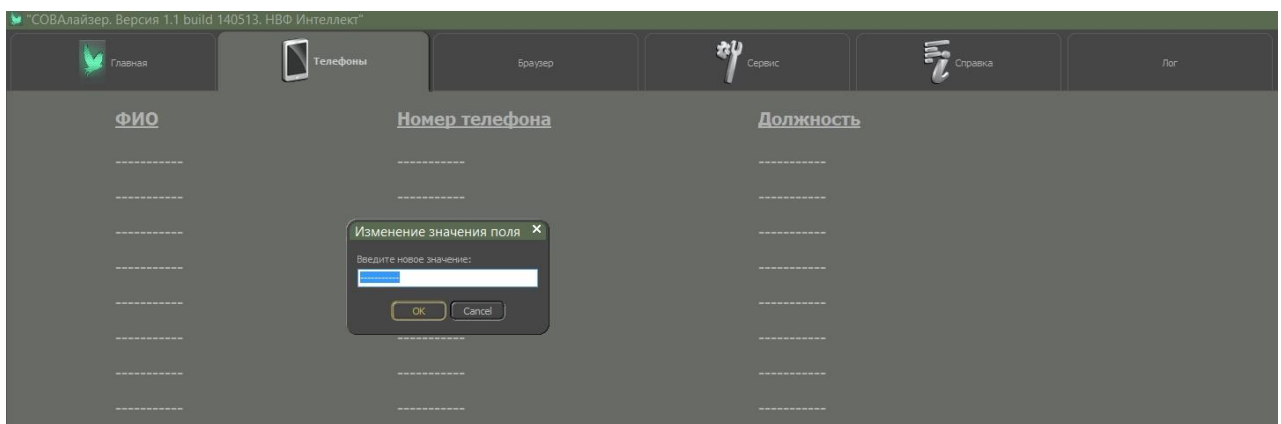 "СОВАлайзер. Версия 1.1 build 140513. НВФ Интеллект"
Главная Телефоны Браузер Сервис Справка Лог
ФИО Номер телефона Должность
----------- ----------- -----------
----------- ----------- -----------
----------- -----------
Изменение значения поля ×
Введите новое значение:
-----------
----------- -----------
OK Cancel
----------- -----------
----------- ----------- -----------
----------- ----------- -----------
----------- ----------- -----------